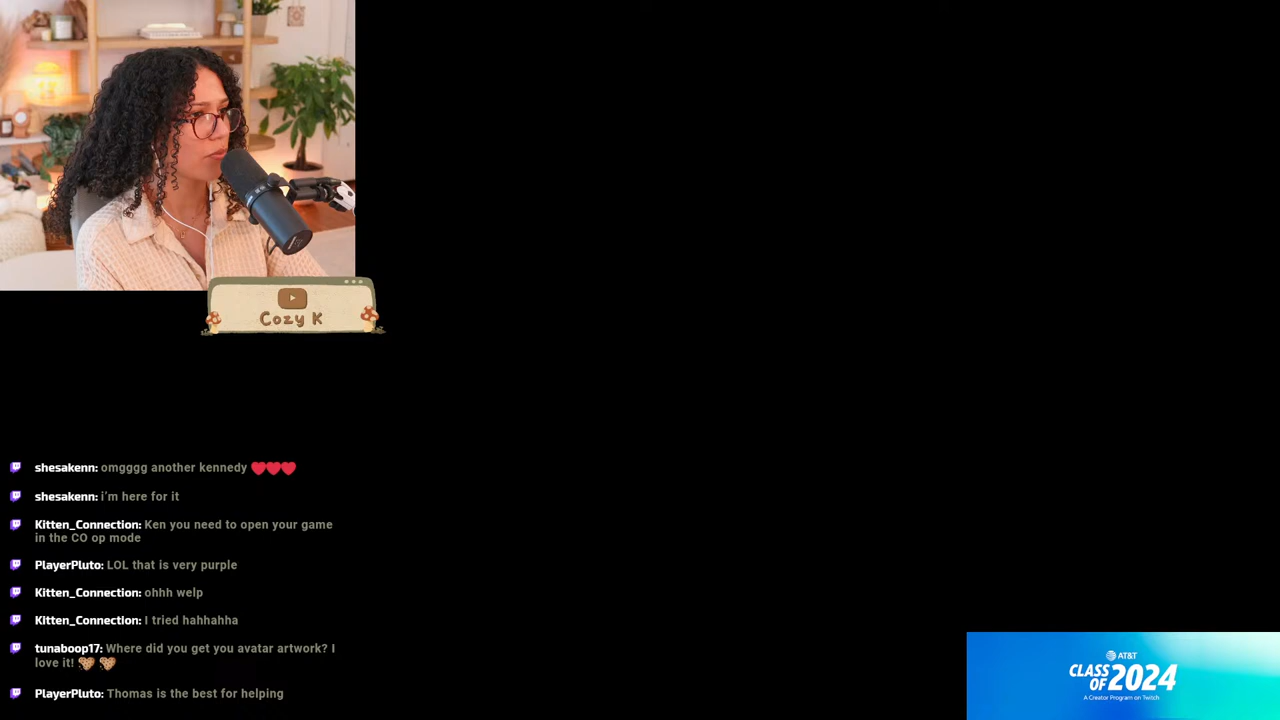 Cozy K
shesakenn: omgggg another kennedy
shesakenn: i'm here for it
Kitten_Connection: Ken you need to open your game
in the CO op mode
PlayerPluto: LOL that is very purple
Kitten_Connection: ohhh welp
Kitten_Connection: I tried hahhahha
tunaboop17: Where did you get you avatar artwork? I
love it!
PlayerPluto: Thomas is the best for helping
AT&T
CLASS
OF 2024
A Creator Program on Twitch